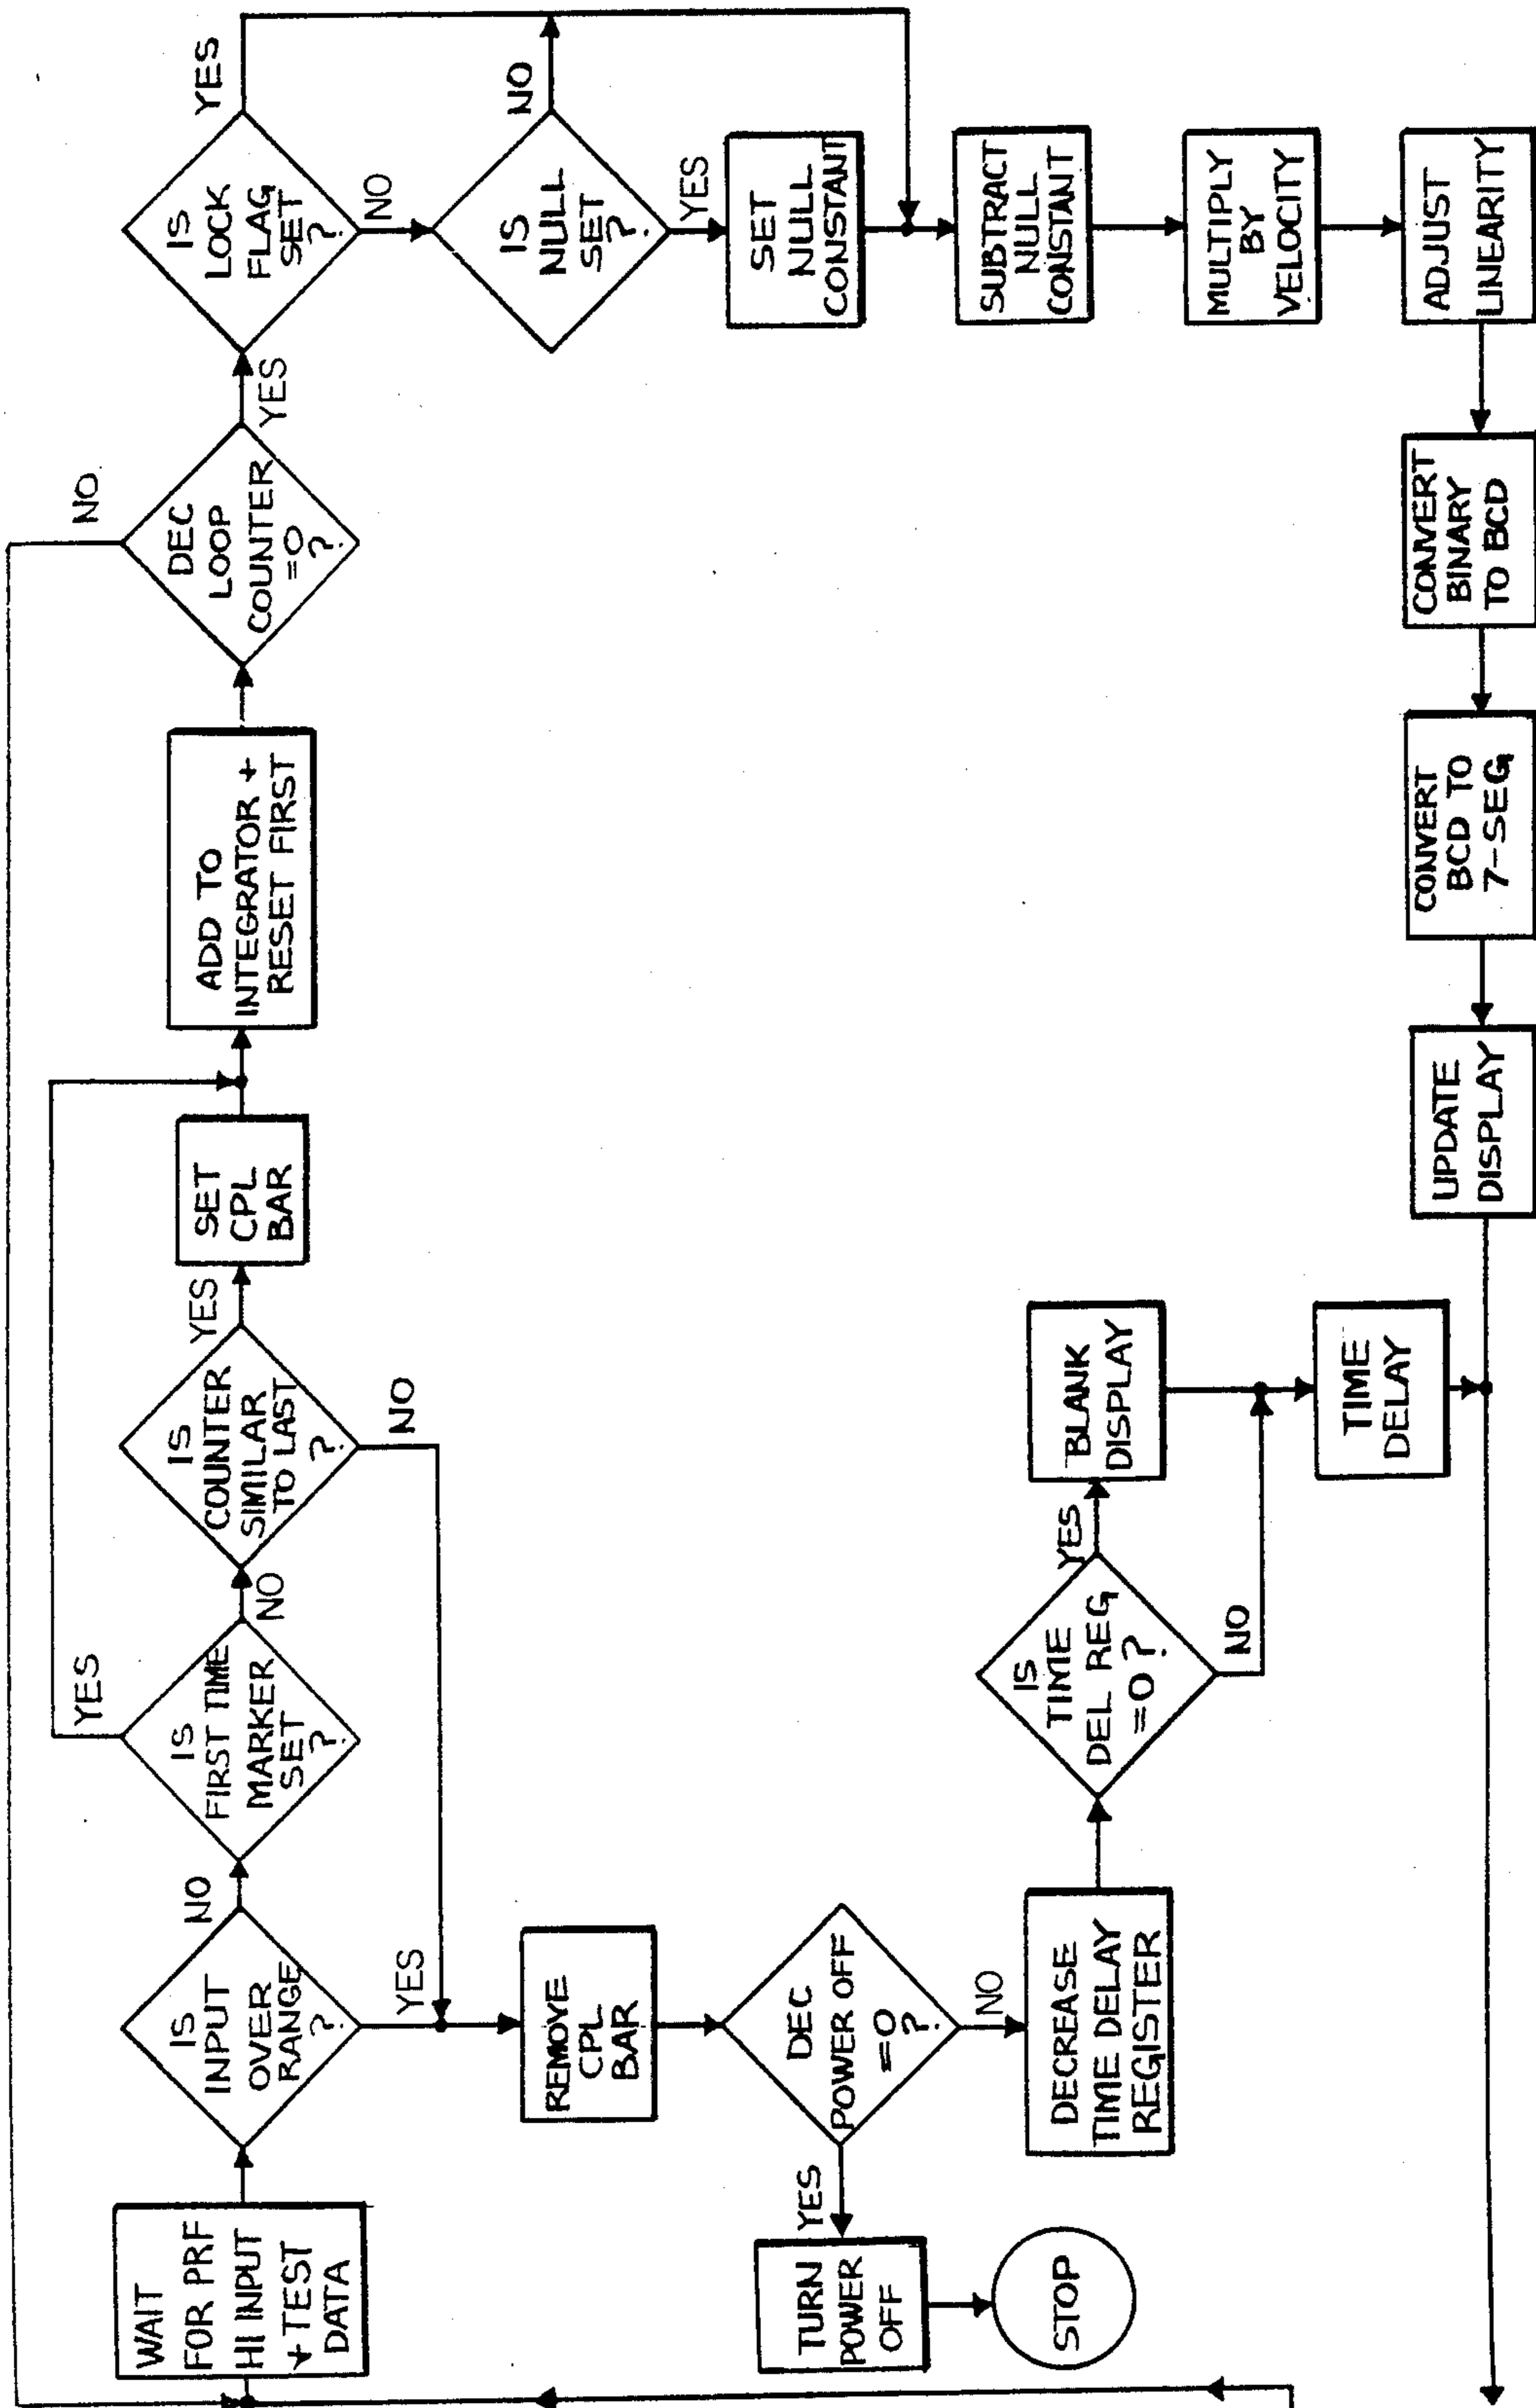 WAIT
FOR PRF
HI INPUT
+ TEST
DATA
IS
INPUT
OVER
RANGE
?
NO
YES
IS
FIRST TIME
MARKER
SET
?
YES
NO
IS
COUNTER
SIMILAR
TO LAST
?
YES
NO
SET
CPL
BAR
ADD TO
INTEGRATOR +
RESET FIRST
DEC
LOOP
COUNTER
=0
?
NO
YES
IS
LOCK
FLAG
SET
?
YES
NO
IS
NULL
SET
?
NO
YES
SET
NULL
CONSTANT
SUBTRACT
NULL
CONSTANT
MULTIPLY
BY
VELOCITY
ADJUST
LINEARITY
CONVERT
BINARY
TO BCD
CONVERT
BCD TO
7-SEG
UPDATE
DISPLAY
REMOVE
CPL
BAR
DEC
POWER OFF
=0
?
YES
NO
TURN
POWER
OFF
STOP
DECREASE
TIME DELAY
REGISTER
IS
TIME
DEL REG
=0 ?
YES
NO
BLANK
DISPLAY
TIME
DELAY